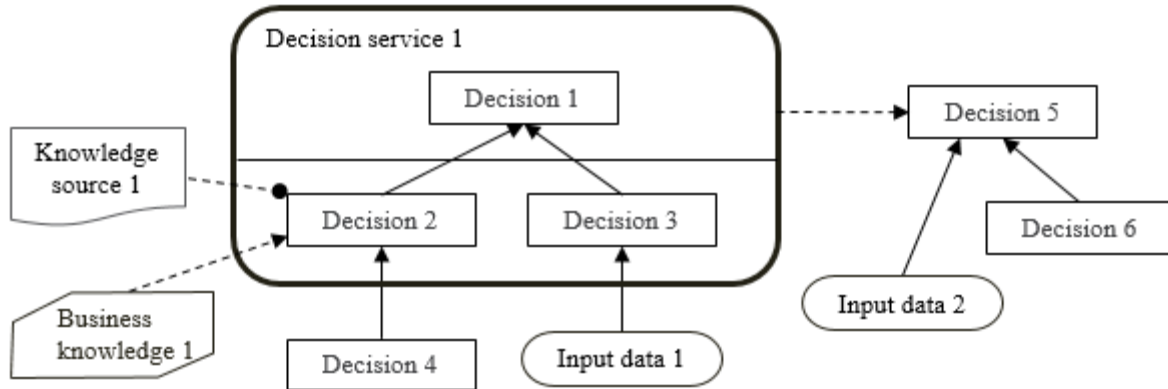 Decision service 1
Decision 1
Decision 5
Knowledge
source 1
Decision 2
Decision 3
Decision 6
Input data 2
Business
knowledge 1
Decision 4
Input data 1